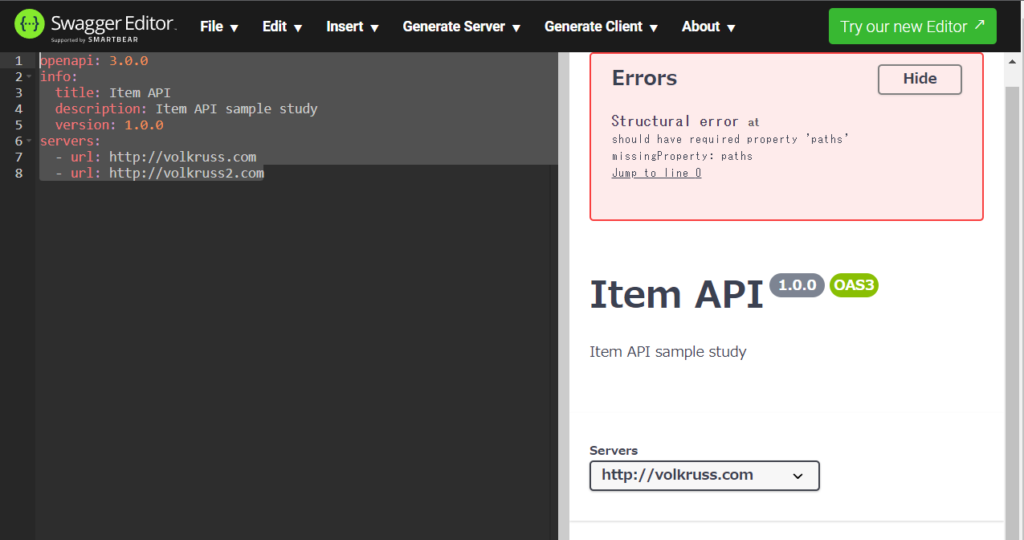 Swagger Editor.
Supported by SMARTBEAR
File ▼ Edit ▼ Insert ▼ Generate Server ▼ Generate Client ▼ About ▼ Try our new Editor ↗
1 openapi: 3.0.0
2 info:
3 title: Item API
4 description: Item API sample study
5 version: 1.0.0
6 servers:
7 - url: http://volkruss.com
8 - url: http://volkruss2.com
Errors
Hide
Structural error at
should have required property 'paths'
missingProperty: paths
Jump to line 0
Item API 1.0.0 OAS3
Item API sample study
Servers
http://volkruss.com